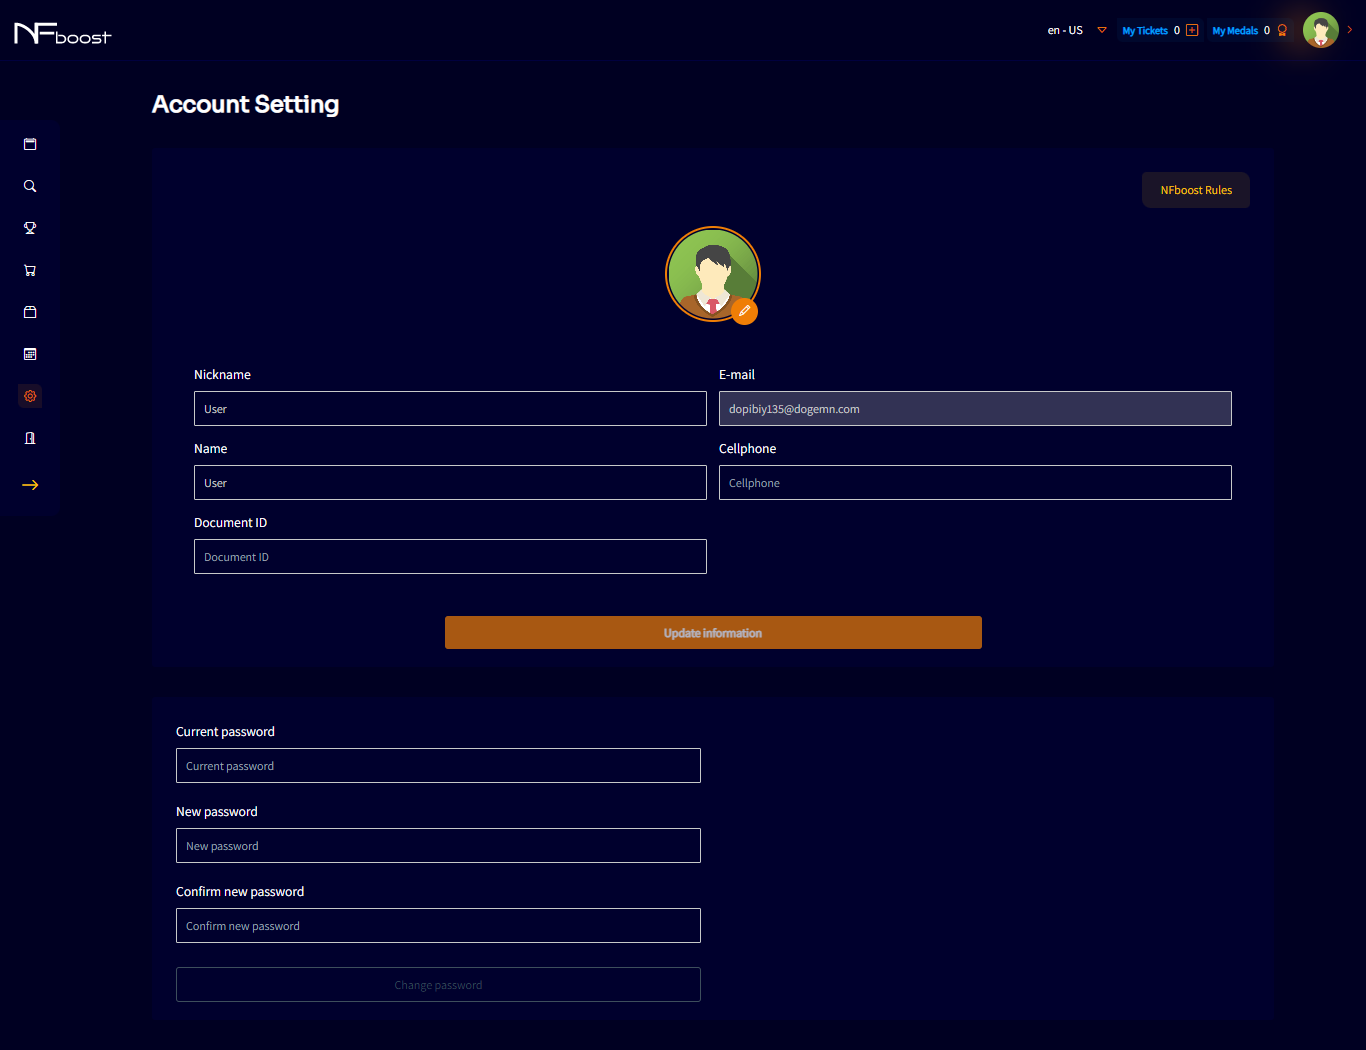 NFboost
en - US
My Tickets 0
My Medals 0
Account Setting
NFboost Rules
Nickname
User
E-mail
dopibiy135@dogemn.com
Name
User
Cellphone
Cellphone
Document ID
Document ID
Update information
Current password
Current password
New password
New password
Confirm new password
Confirm new password
Change password